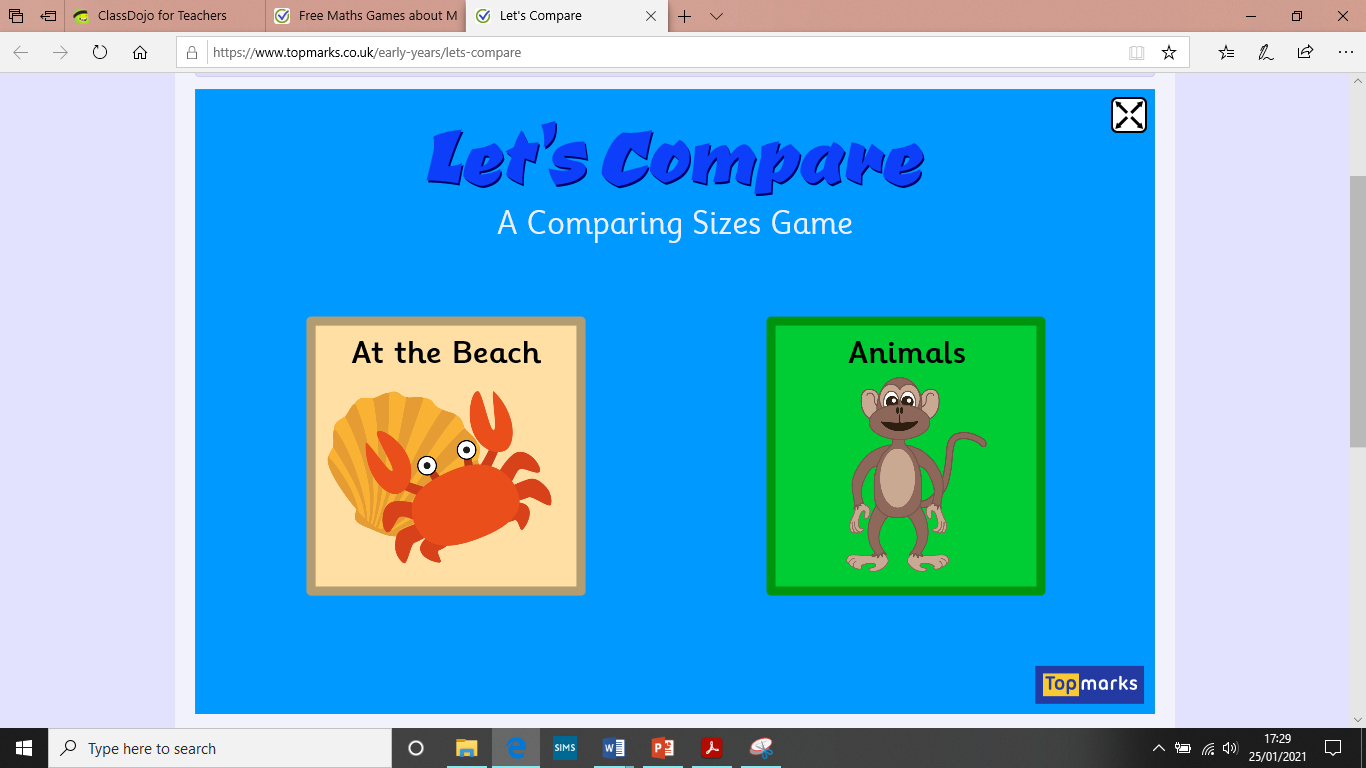 ClassDojo for Teachers
Free Maths Games about M
Let's Compare
https://www.topmarks.co.uk/early-years/lets-compare
Let's Compare
A Comparing Sizes Game
At the Beach
Animals
Topmarks
Type here to search
SIMS
17:29
25/01/2021